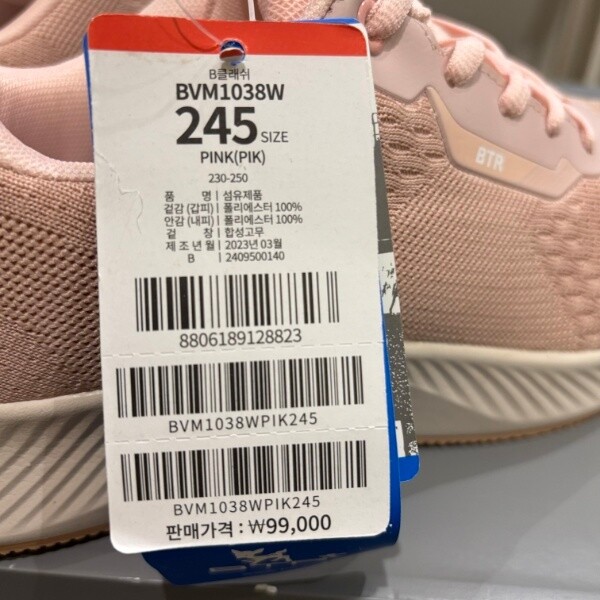 B클래쉬
BVM1038W
245 SIZE
PINK(PIK)
230-250
품 명 | 섬유제품
겉감(갑피) | 폴리에스터 100%
안감(내피) | 폴리에스터 100%
겉 창 | 합성고무
제 조 년 월 | 2023년 03월
B | 2409500140
8806189128823
BVM1038WPIK245
BVM1038WPIK245
판매가격 : ₩99,000
BTR